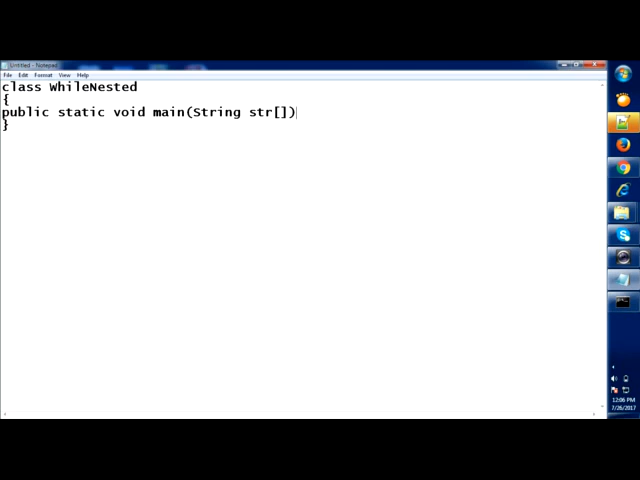 Untitled - Notepad
File Edit Format View Help
class WhileNested
{
public static void main(String str[])
}
12:06 PM
7/26/2017